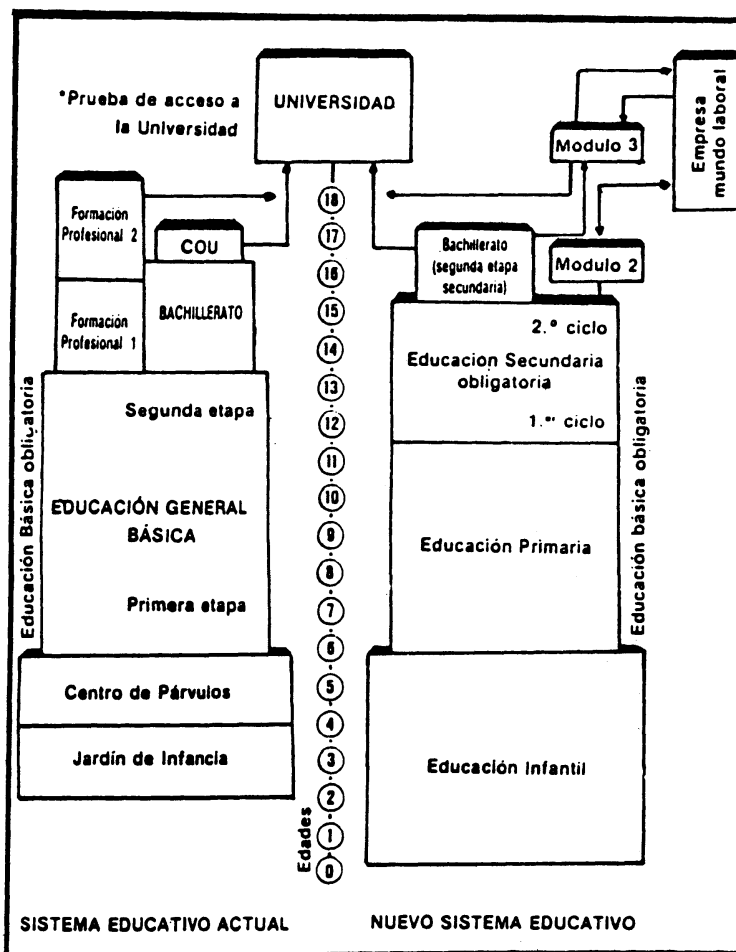 *Prueba de acceso a
la Universidad
UNIVERSIDAD
Formación
Profesional 2
COU
Formación
Profesional 1
BACHILLERATO
Educación Básica obligatoria
Segunda etapa
EDUCACIÓN GENERAL
BÁSICA
Primera etapa
Centro de Párvulos
Jardín de Infancia
18
17
16
15
14
13
12
11
10
9
8
7
6
5
4
3
2
1
0
Edades
Modulo 3
Empresa
mundo laboral
Bachillerato
(segunda etapa
secundaria)
Modulo 2
2.º ciclo
Educacion Secundaria
obligatoria
1.er ciclo
Educación Primaria
Educación básica obligatoria
Educación Infantil
SISTEMA EDUCATIVO ACTUAL
NUEVO SISTEMA EDUCATIVO